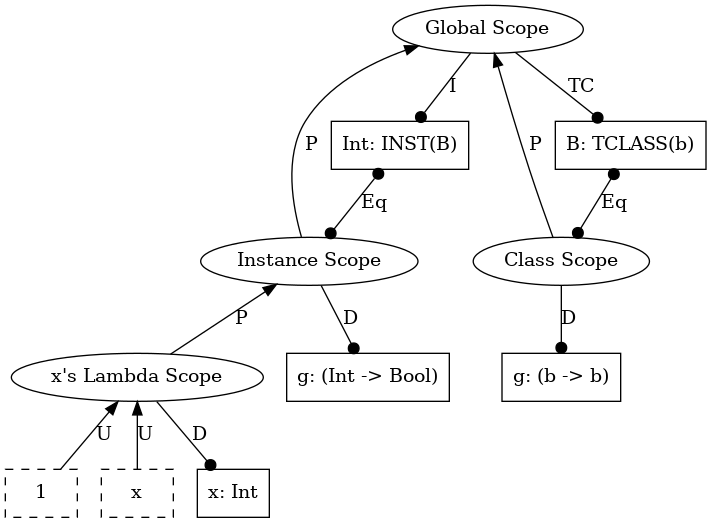 Global Scope
I
TC
P
Int: INST(B)
P
B: TCLASS(b)
Eq
Eq
Instance Scope
Class Scope
P
D
D
x's Lambda Scope
g: (Int -> Bool)
g: (b -> b)
U
U
D
1
x
x: Int